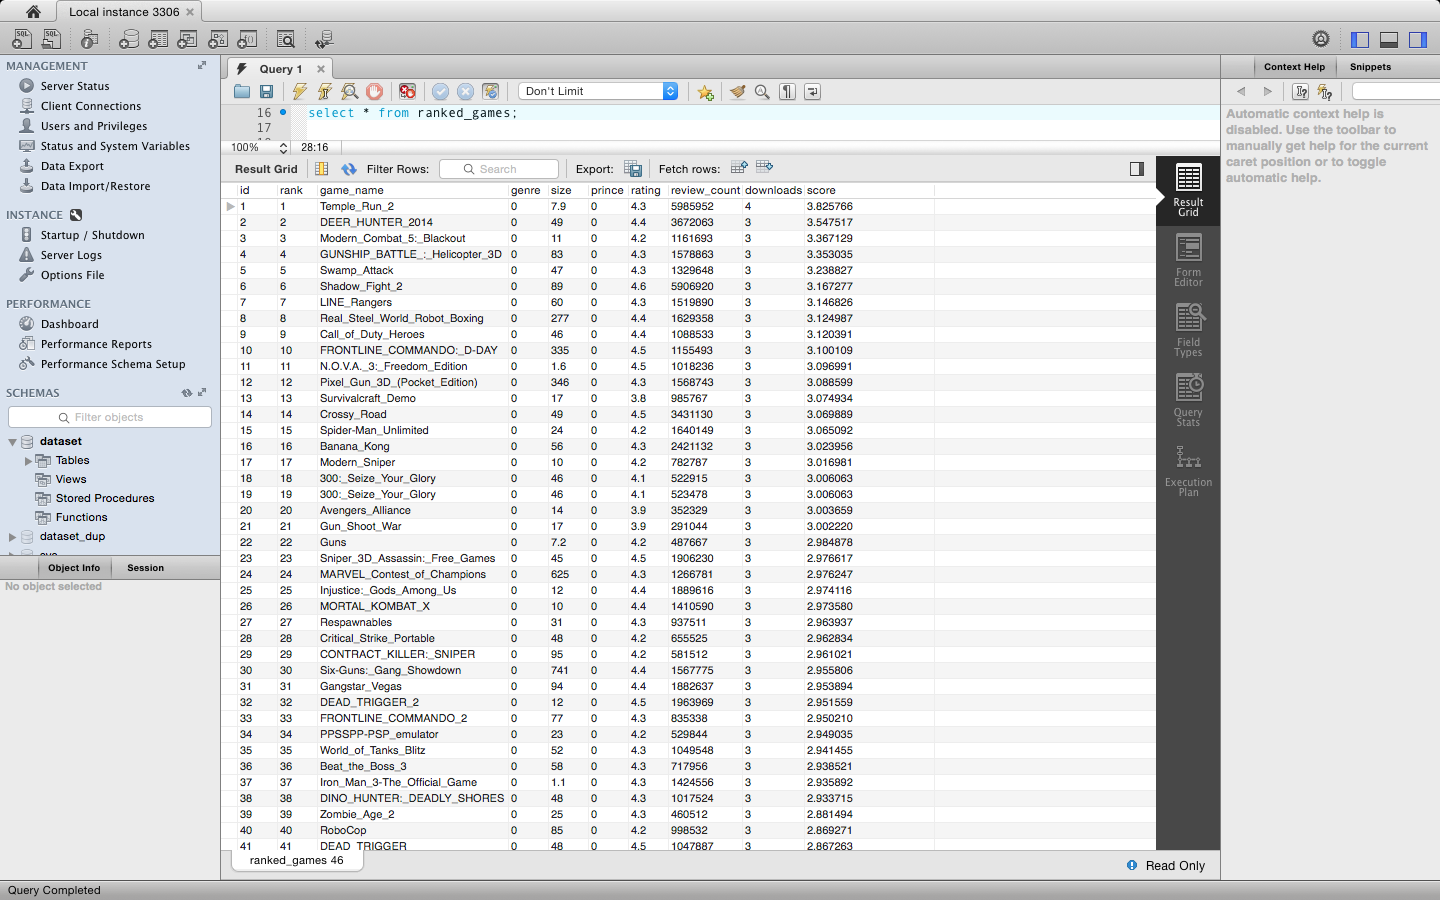 Local instance 3306
MANAGEMENT
Server Status
Client Connections
Users and Privileges
Status and System Variables
Data Export
Data Import/Restore
INSTANCE
Startup / Shutdown
Server Logs
Options File
PERFORMANCE
Dashboard
Performance Reports
Performance Schema Setup
SCHEMAS
Filter objects
dataset
Tables
Views
Stored Procedures
Functions
dataset_dup
Object Info Session
No object selected
Query 1
Don't Limit
16 select * from ranked_games;
17
100% 28:16
Result Grid Filter Rows: Search Export: Fetch rows:
id rank game_name genre size prince rating review_count downloads score
1 1 Temple_Run_2 0 7.9 0 4.3 5985952 4 3.825766
2 2 DEER_HUNTER_2014 0 49 0 4.4 3672063 3 3.547517
3 3 Modern_Combat_5:_Blackout 0 11 0 4.2 1161693 3 3.367129
4 4 GUNSHIP_BATTLE_:_Helicopter_3D 0 83 0 4.3 1578863 3 3.353035
5 5 Swamp_Attack 0 47 0 4.3 1329648 3 3.238827
6 6 Shadow_Fight_2 0 89 0 4.6 5906920 3 3.167277
7 7 LINE_Rangers 0 60 0 4.3 1519890 3 3.146826
8 8 Real_Steel_World_Robot_Boxing 0 277 0 4.4 1629358 3 3.124987
9 9 Call_of_Duty_Heroes 0 46 0 4.4 1088533 3 3.120391
10 10 FRONTLINE_COMMANDO:_D-DAY 0 335 0 4.5 1155493 3 3.100109
11 11 N.O.V.A._3:_Freedom_Edition 0 1.6 0 4.5 1018236 3 3.096991
12 12 Pixel_Gun_3D_(Pocket_Edition) 0 346 0 4.3 1568743 3 3.088599
13 13 Survivalcraft_Demo 0 17 0 3.8 985767 3 3.074934
14 14 Crossy_Road 0 49 0 4.5 3431130 3 3.069889
15 15 Spider-Man_Unlimited 0 24 0 4.2 1640149 3 3.065092
16 16 Banana_Kong 0 56 0 4.3 2421132 3 3.023956
17 17 Modern_Sniper 0 10 0 4.2 782787 3 3.016981
18 18 300:_Seize_Your_Glory 0 46 0 4.1 522915 3 3.006063
19 19 300:_Seize_Your_Glory 0 46 0 4.1 523478 3 3.006063
20 20 Avengers_Alliance 0 14 0 3.9 352329 3 3.003659
21 21 Gun_Shoot_War 0 17 0 3.9 291044 3 3.002220
22 22 Guns 0 7.2 0 4.2 487667 3 2.984878
23 23 Sniper_3D_Assassin:_Free_Games 0 45 0 4.5 1906230 3 2.976617
24 24 MARVEL_Contest_of_Champions 0 625 0 4.3 1266781 3 2.976247
25 25 Injustice:_Gods_Among_Us 0 12 0 4.4 1889616 3 2.974116
26 26 MORTAL_KOMBAT_X 0 10 0 4.4 1410590 3 2.973580
27 27 Respawnables 0 31 0 4.3 937511 3 2.963937
28 28 Critical_Strike_Portable 0 48 0 4.2 655525 3 2.962834
29 29 CONTRACT_KILLER:_SNIPER 0 95 0 4.2 581512 3 2.961021
30 30 Six-Guns:_Gang_Showdown 0 741 0 4.4 1567775 3 2.955806
31 31 Gangstar_Vegas 0 94 0 4.4 1882637 3 2.953894
32 32 DEAD_TRIGGER_2 0 12 0 4.5 1963969 3 2.951559
33 33 FRONTLINE_COMMANDO_2 0 77 0 4.3 835338 3 2.950210
34 34 PPSSPP-PSP_emulator 0 23 0 4.2 529844 3 2.949035
35 35 World_of_Tanks_Blitz 0 52 0 4.3 1049548 3 2.941455
36 36 Beat_the_Boss_3 0 58 0 4.3 717956 3 2.938521
37 37 Iron_Man_3-The_Official_Game 0 1.1 0 4.3 1424556 3 2.935892
38 38 DINO_HUNTER:_DEADLY_SHORES 0 48 0 4.3 1017524 3 2.933715
39 39 Zombie_Age_2 0 25 0 4.3 460512 3 2.881494
40 40 RoboCop 0 85 0 4.2 998532 3 2.869271
41 41 DEAD_TRIGGER 0 48 0 4.5 1047887 3 2.867263
ranked_games 46
Read Only
Result
Grid
Form
Editor
Field
Types
Query
Stats
Execution
Plan
Context Help Snippets
Automatic context help is
disabled. Use the toolbar to
manually get help for the current
caret position or to toggle
automatic help.
Query Completed